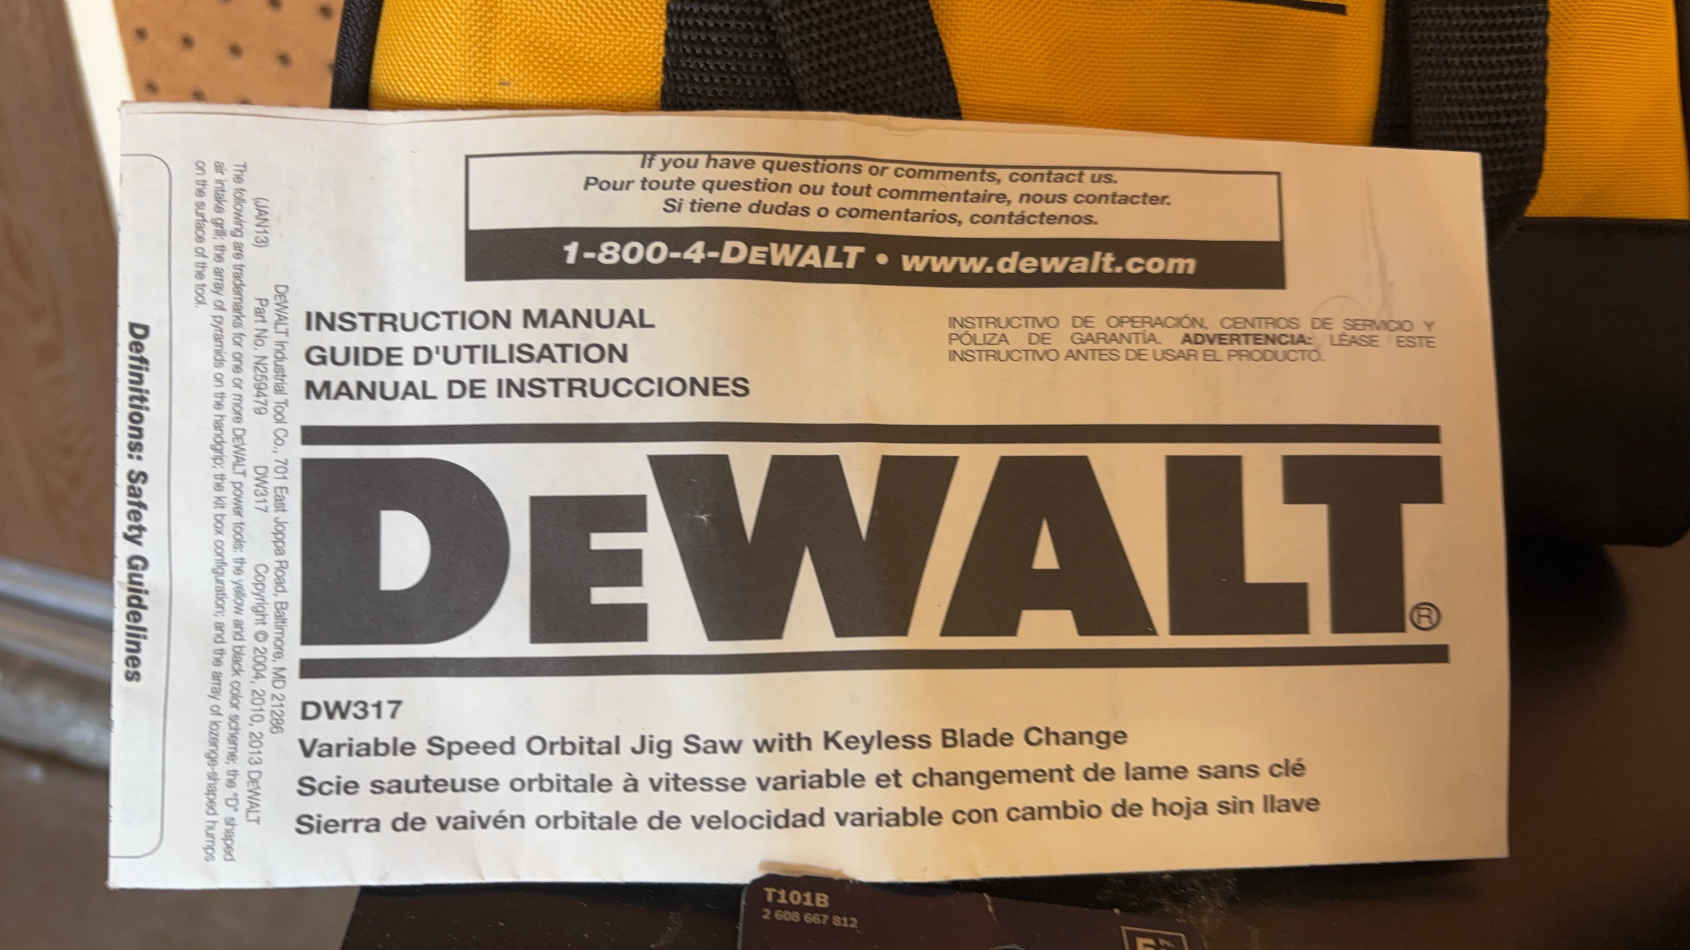 If you have questions or comments, contact us.
Pour toute question ou tout commentaire, nous contacter.
Si tiene dudas o comentarios, contáctenos.
1-800-4-DEWALT • www.dewalt.com
INSTRUCTION MANUAL
GUIDE D'UTILISATION
MANUAL DE INSTRUCCIONES
INSTRUCTIVO DE OPERACIÓN, CENTROS DE SERVICIO Y
PÓLIZA DE GARANTÍA. ADVERTENCIA: LÉASE ESTE
INSTRUCTIVO ANTES DE USAR EL PRODUCTO.
DEWALT®
DW317
Variable Speed Orbital Jig Saw with Keyless Blade Change
Scie sauteuse orbitale à vitesse variable et changement de lame sans clé
Sierra de vaivén orbitale de velocidad variable con cambio de hoja sin llave
DEWALT Industrial Tool Co., 701 East Joppa Road, Baltimore, MD 21286
(JAN13) Part No. N259479 DW317 Copyright © 2004, 2010, 2013 DEWALT
The following are trademarks for one or more DEWALT power tools: the yellow and black color scheme; the "D" shaped
air intake grill; the array of pyramids on the handgrip; the kit box configuration; and the array of lozenge-shaped humps
on the surface of the tool.
Definitions: Safety Guidelines
T101B
2 608 667 812